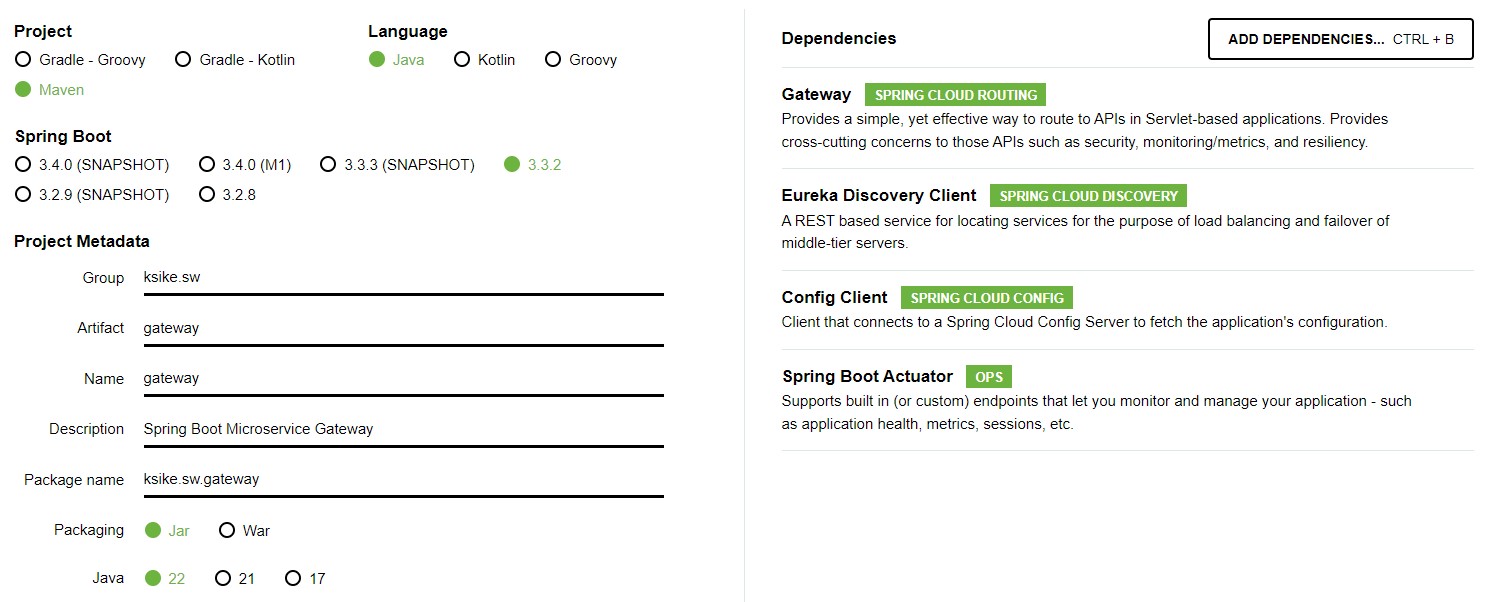 Project
Gradle - Groovy Gradle - Kotlin
Maven
Language
Java Kotlin Groovy
Spring Boot
3.4.0 (SNAPSHOT) 3.4.0 (M1) 3.3.3 (SNAPSHOT) 3.3.2
3.2.9 (SNAPSHOT) 3.2.8
Project Metadata
Group ksike.sw
Artifact gateway
Name gateway
Description Spring Boot Microservice Gateway
Package name ksike.sw.gateway
Packaging Jar War
Java 22 21 17
Dependencies ADD DEPENDENCIES... CTRL + B
Gateway SPRING CLOUD ROUTING
Provides a simple, yet effective way to route to APIs in Servlet-based applications. Provides
cross-cutting concerns to those APIs such as security, monitoring/metrics, and resiliency.
Eureka Discovery Client SPRING CLOUD DISCOVERY
A REST based service for locating services for the purpose of load balancing and failover of
middle-tier servers.
Config Client SPRING CLOUD CONFIG
Client that connects to a Spring Cloud Config Server to fetch the application's configuration.
Spring Boot Actuator OPS
Supports built in (or custom) endpoints that let you monitor and manage your application - such
as application health, metrics, sessions, etc.